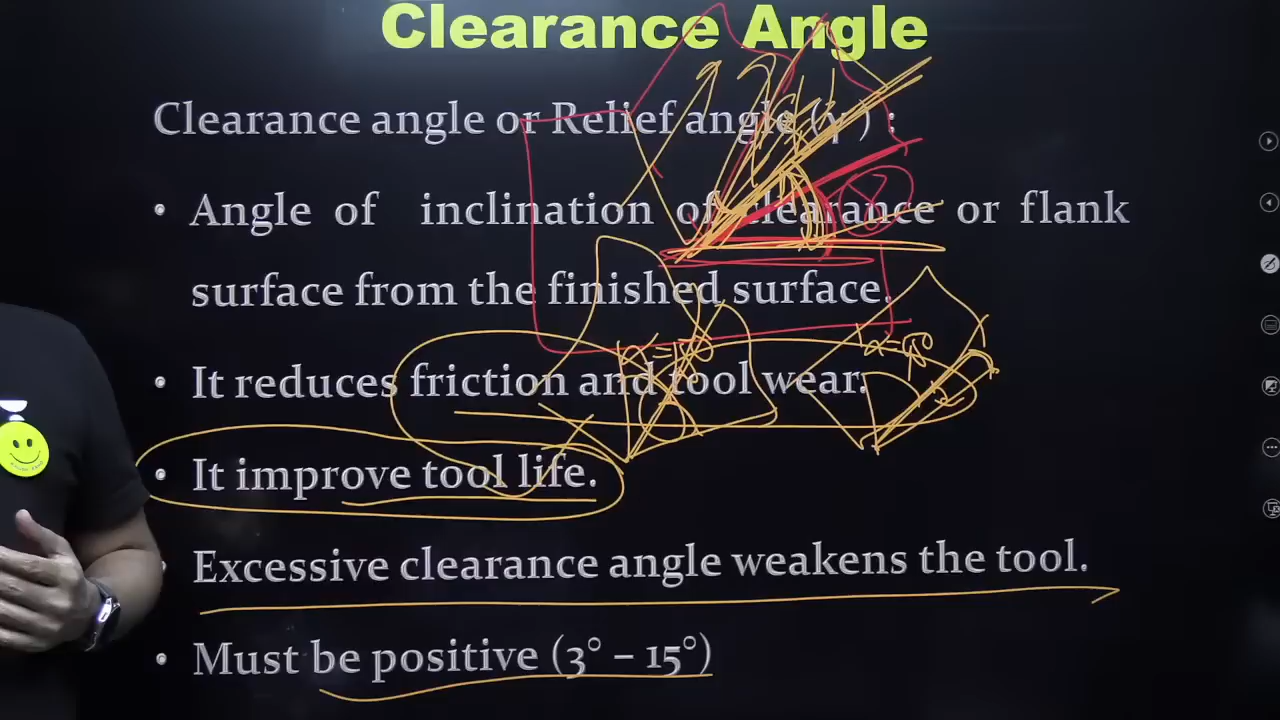 Clearance Angle
Clearance angle or Relief angle (γ) :
• Angle of inclination of clearance or flank
surface from the finished surface.
• It reduces friction and tool wear.
• It improve tool life.
• Excessive clearance angle weakens the tool.
• Must be positive (3° – 15°)